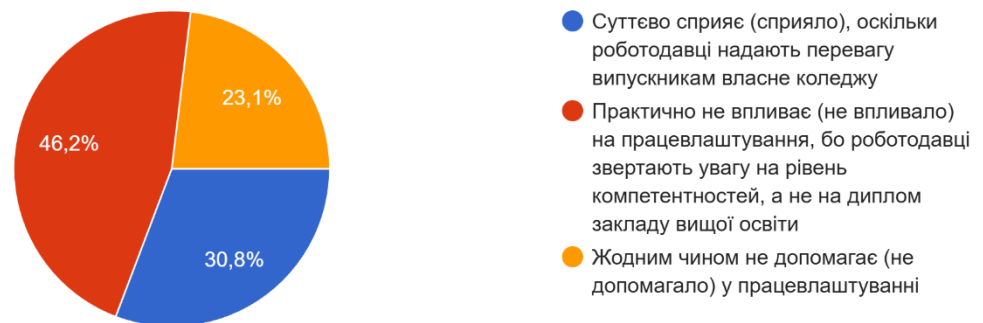 46,2%
23,1%
30,8%
Суттєво сприяє (сприяло), оскільки
роботодавці надають перевагу
випускникам власне коледжу
Практично не впливає (не впливало)
на працевлаштування, бо роботодавці
звертають увагу на рівень
компетентностей, а не на диплом
закладу вищої освіти
Жодним чином не допомагає (не
допомагало) у працевлаштуванні